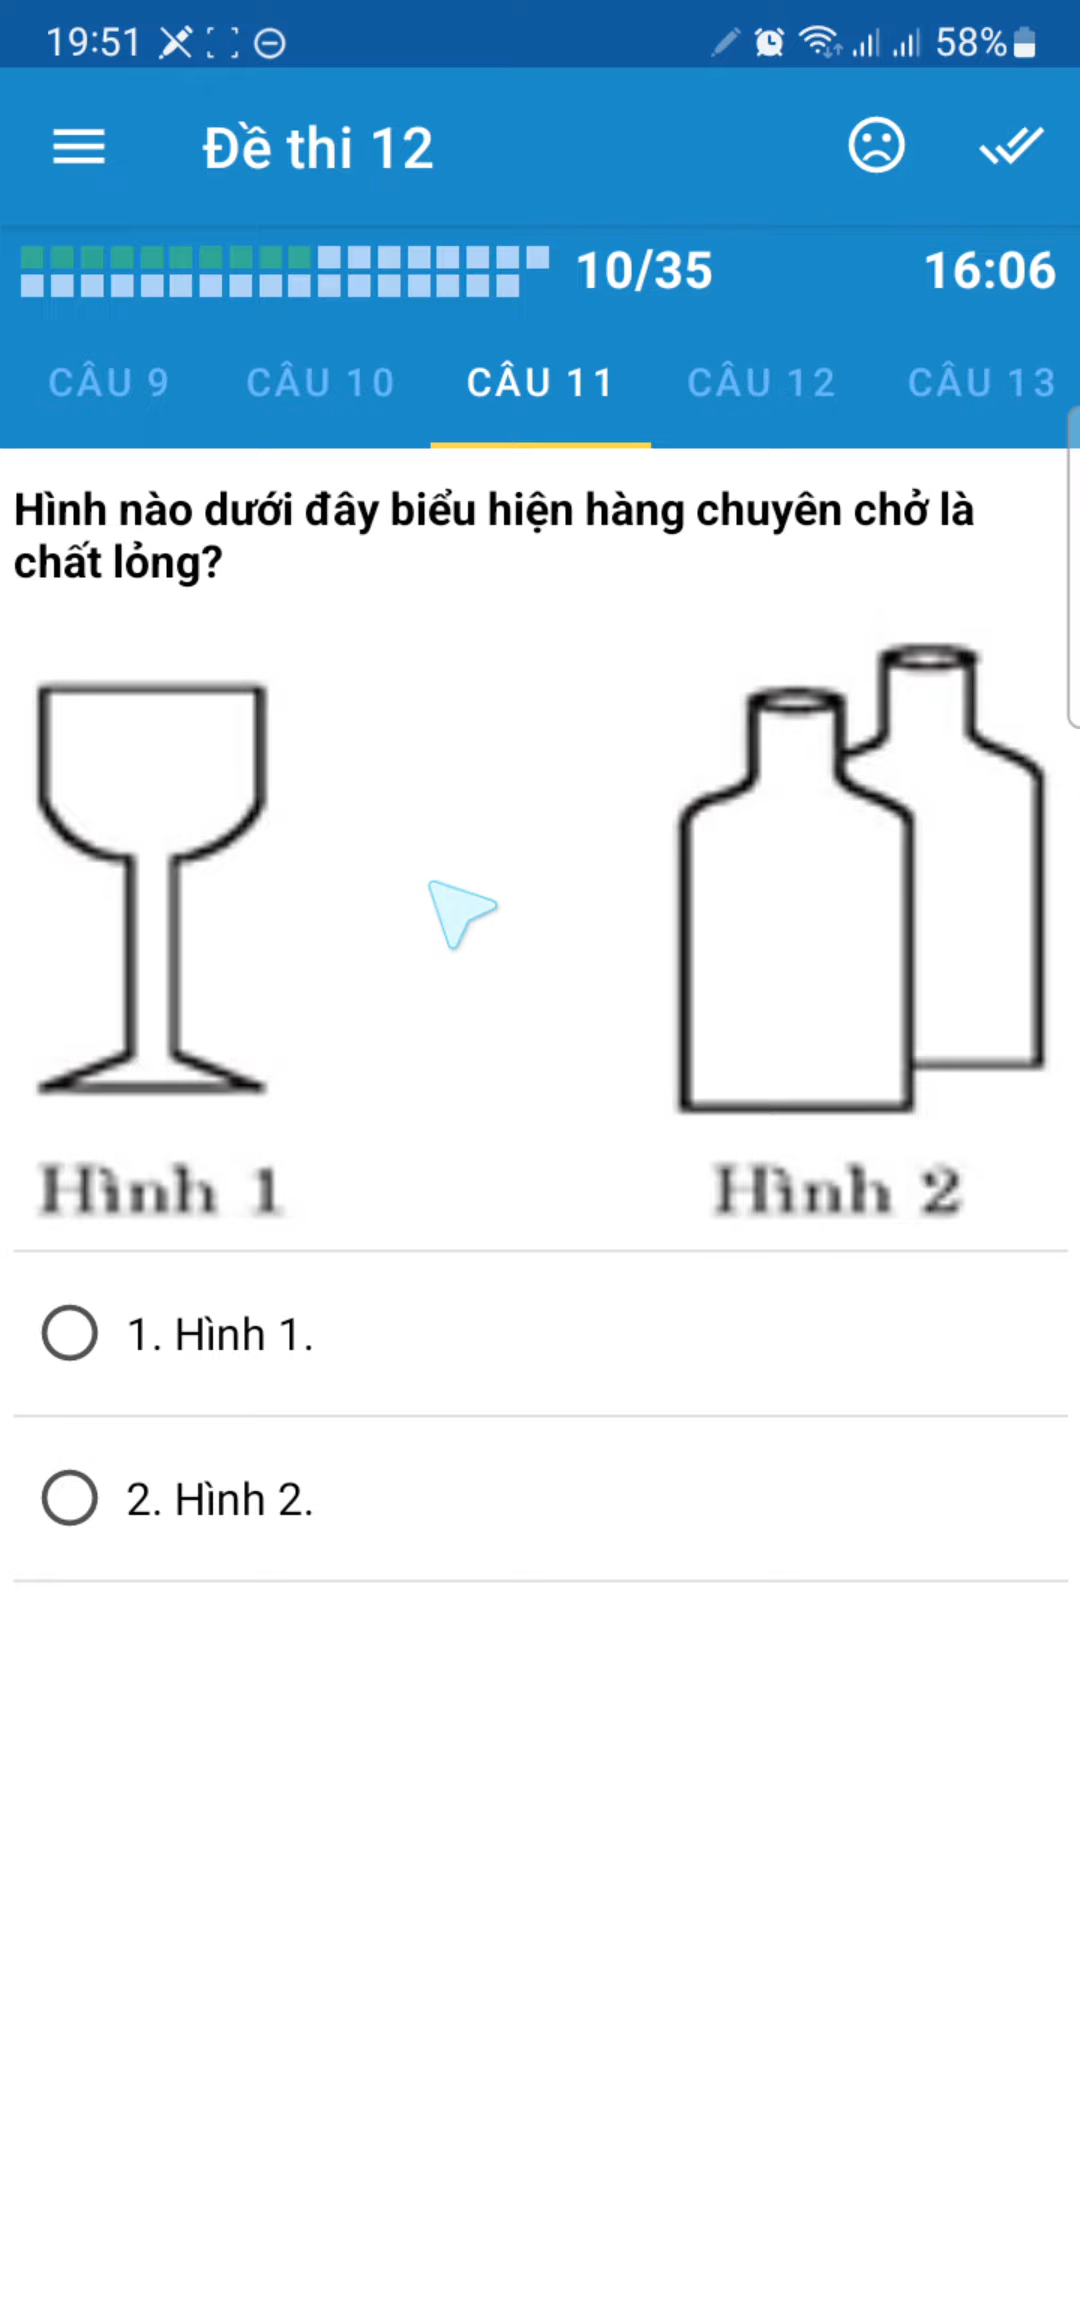 19:51
58%
Đề thi 12
10/35
16:06
CÂU 9
CÂU 10
CÂU 11
CÂU 12
CÂU 13
Hình nào dưới đây biểu hiện hàng chuyên chở là
chất lỏng?
Hình 1
Hình 2
1. Hình 1.
2. Hình 2.